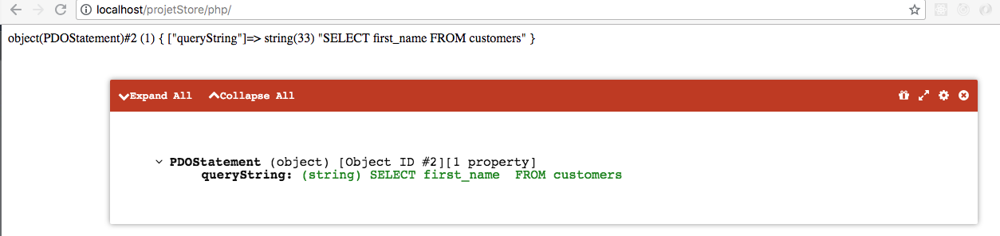 localhost/projetStore/php/
object(PDOStatement)#2 (1) { ["queryString"]=> string(33) "SELECT first_name FROM customers" }
Expand All Collapse All
PDOStatement (object) [Object ID #2][1 property]
queryString: (string) SELECT first_name  FROM customers